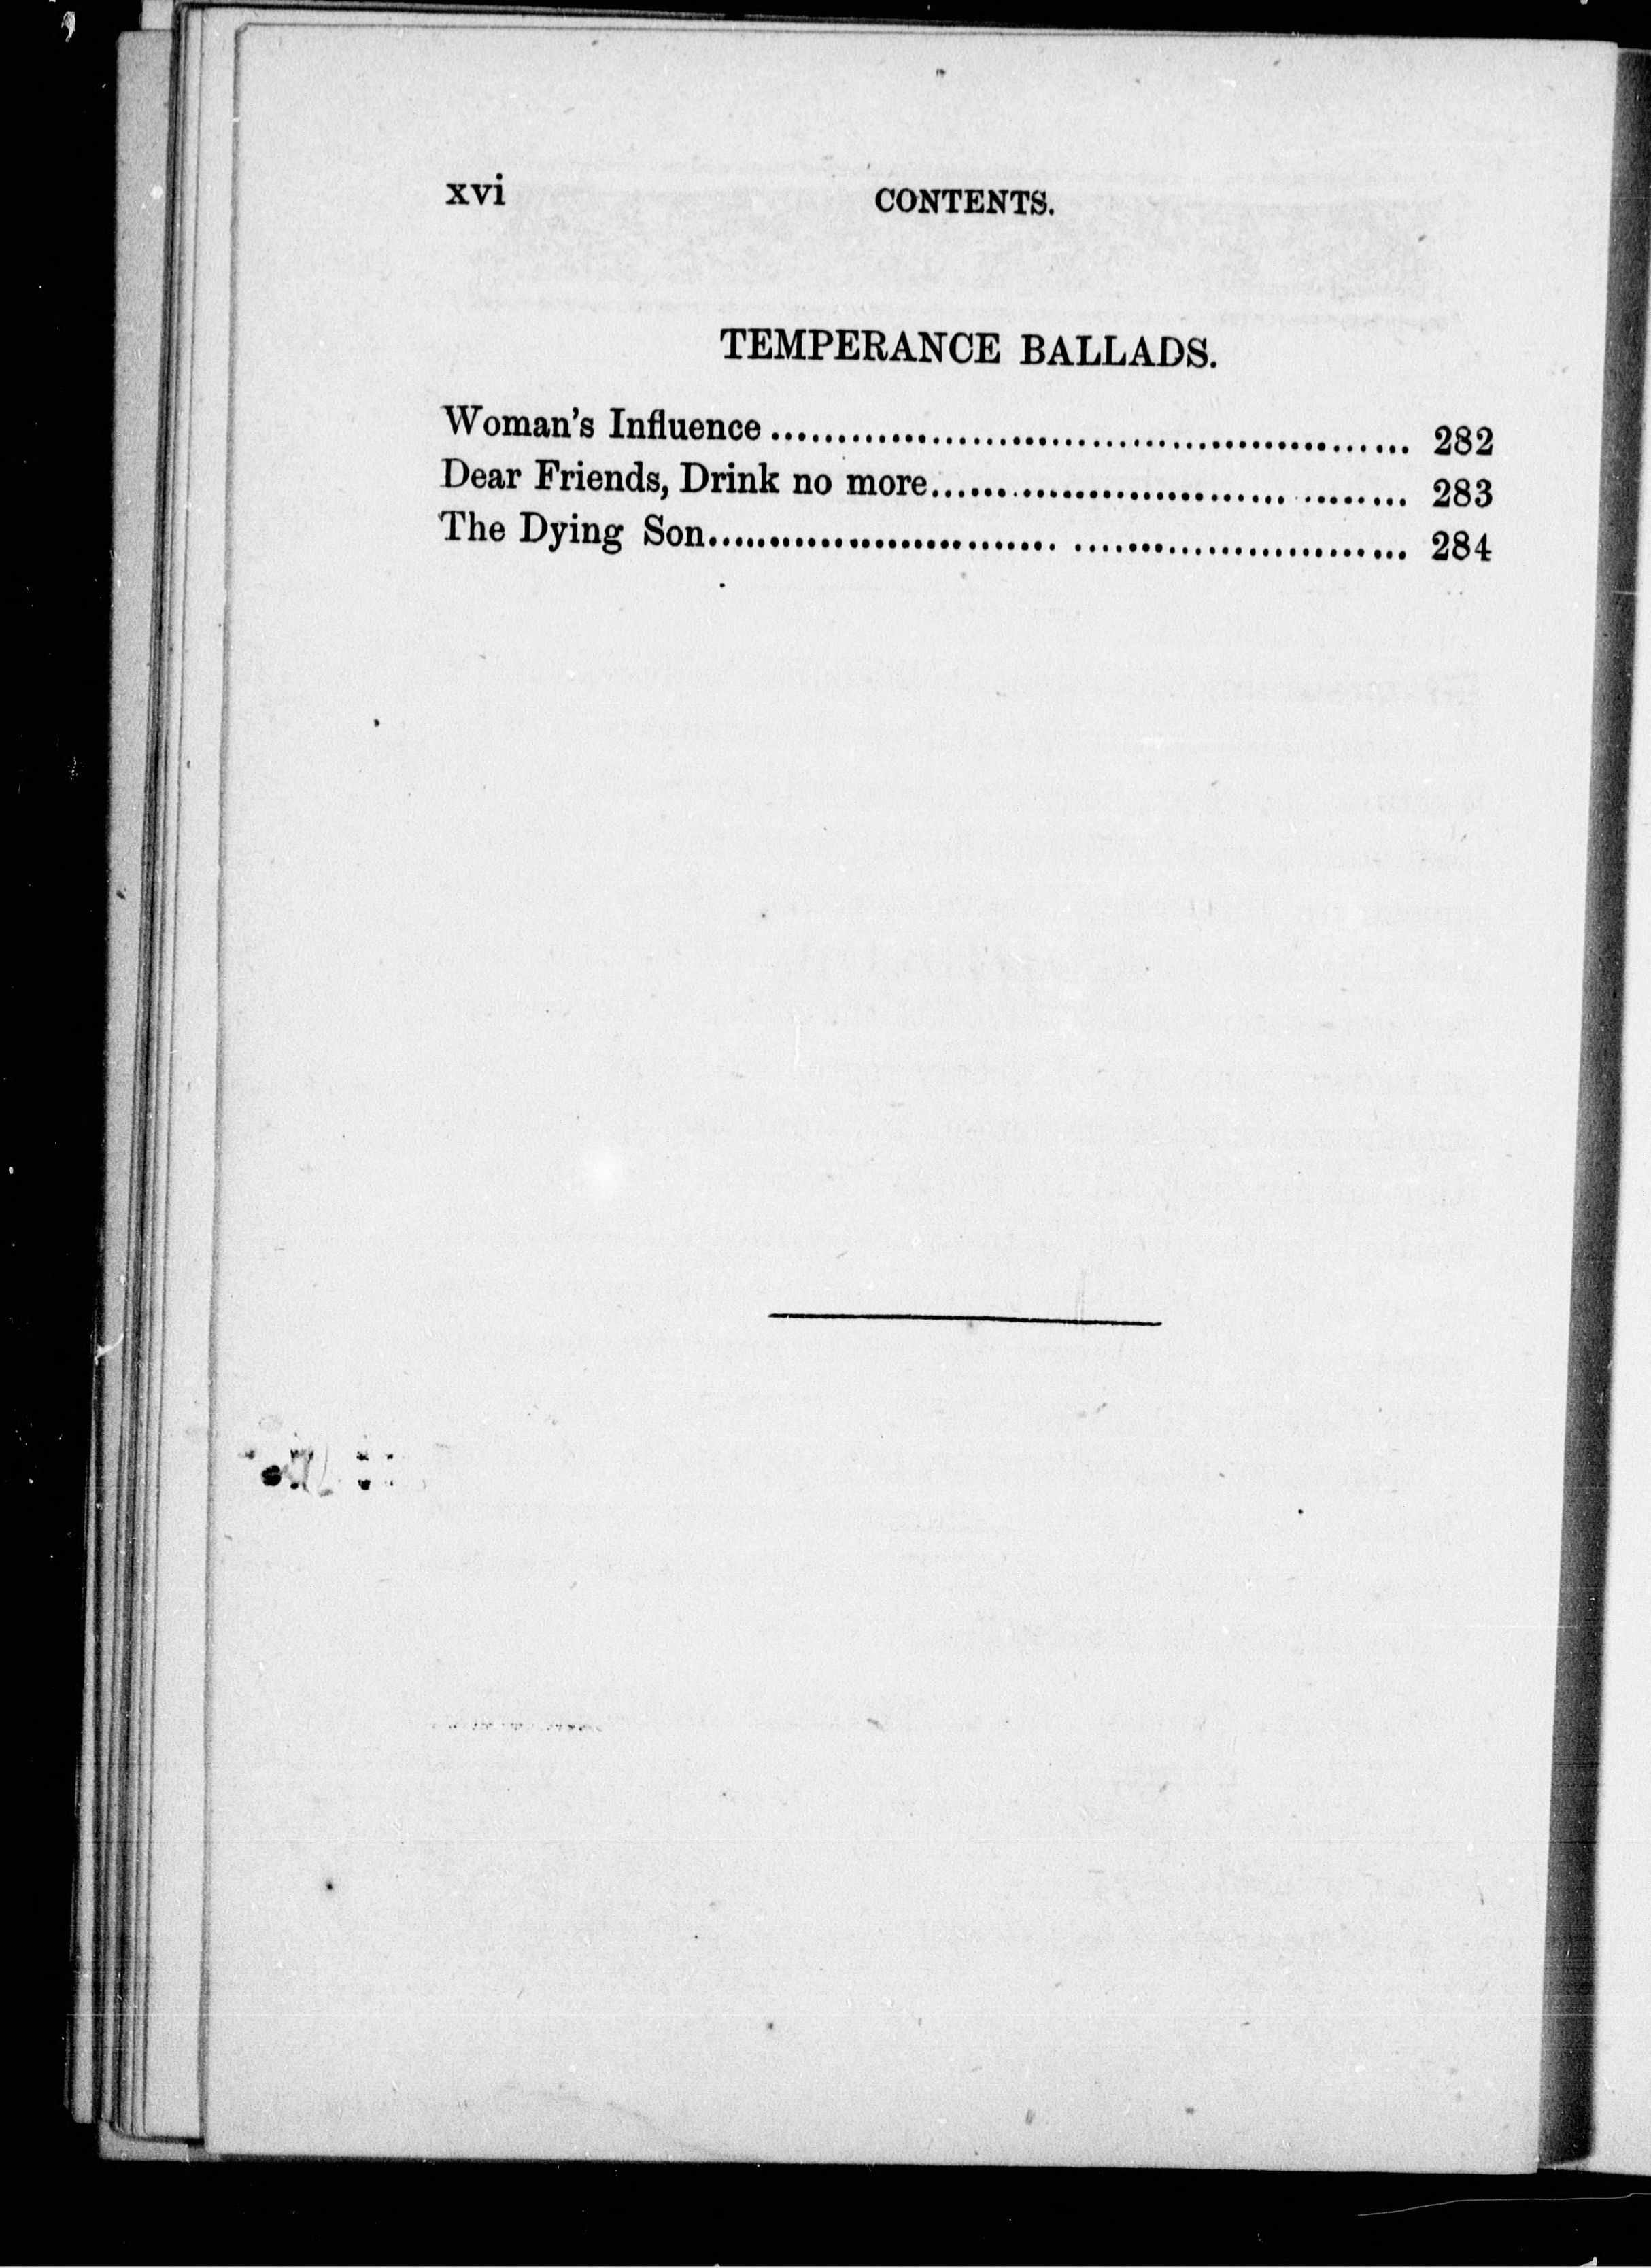 xvi CONTENTS.
TEMPERANCE BALLADS.
Woman's Influence ................................................ 282
Dear Friends, Drink no more.................................... 283
The Dying Son.................................................... 284